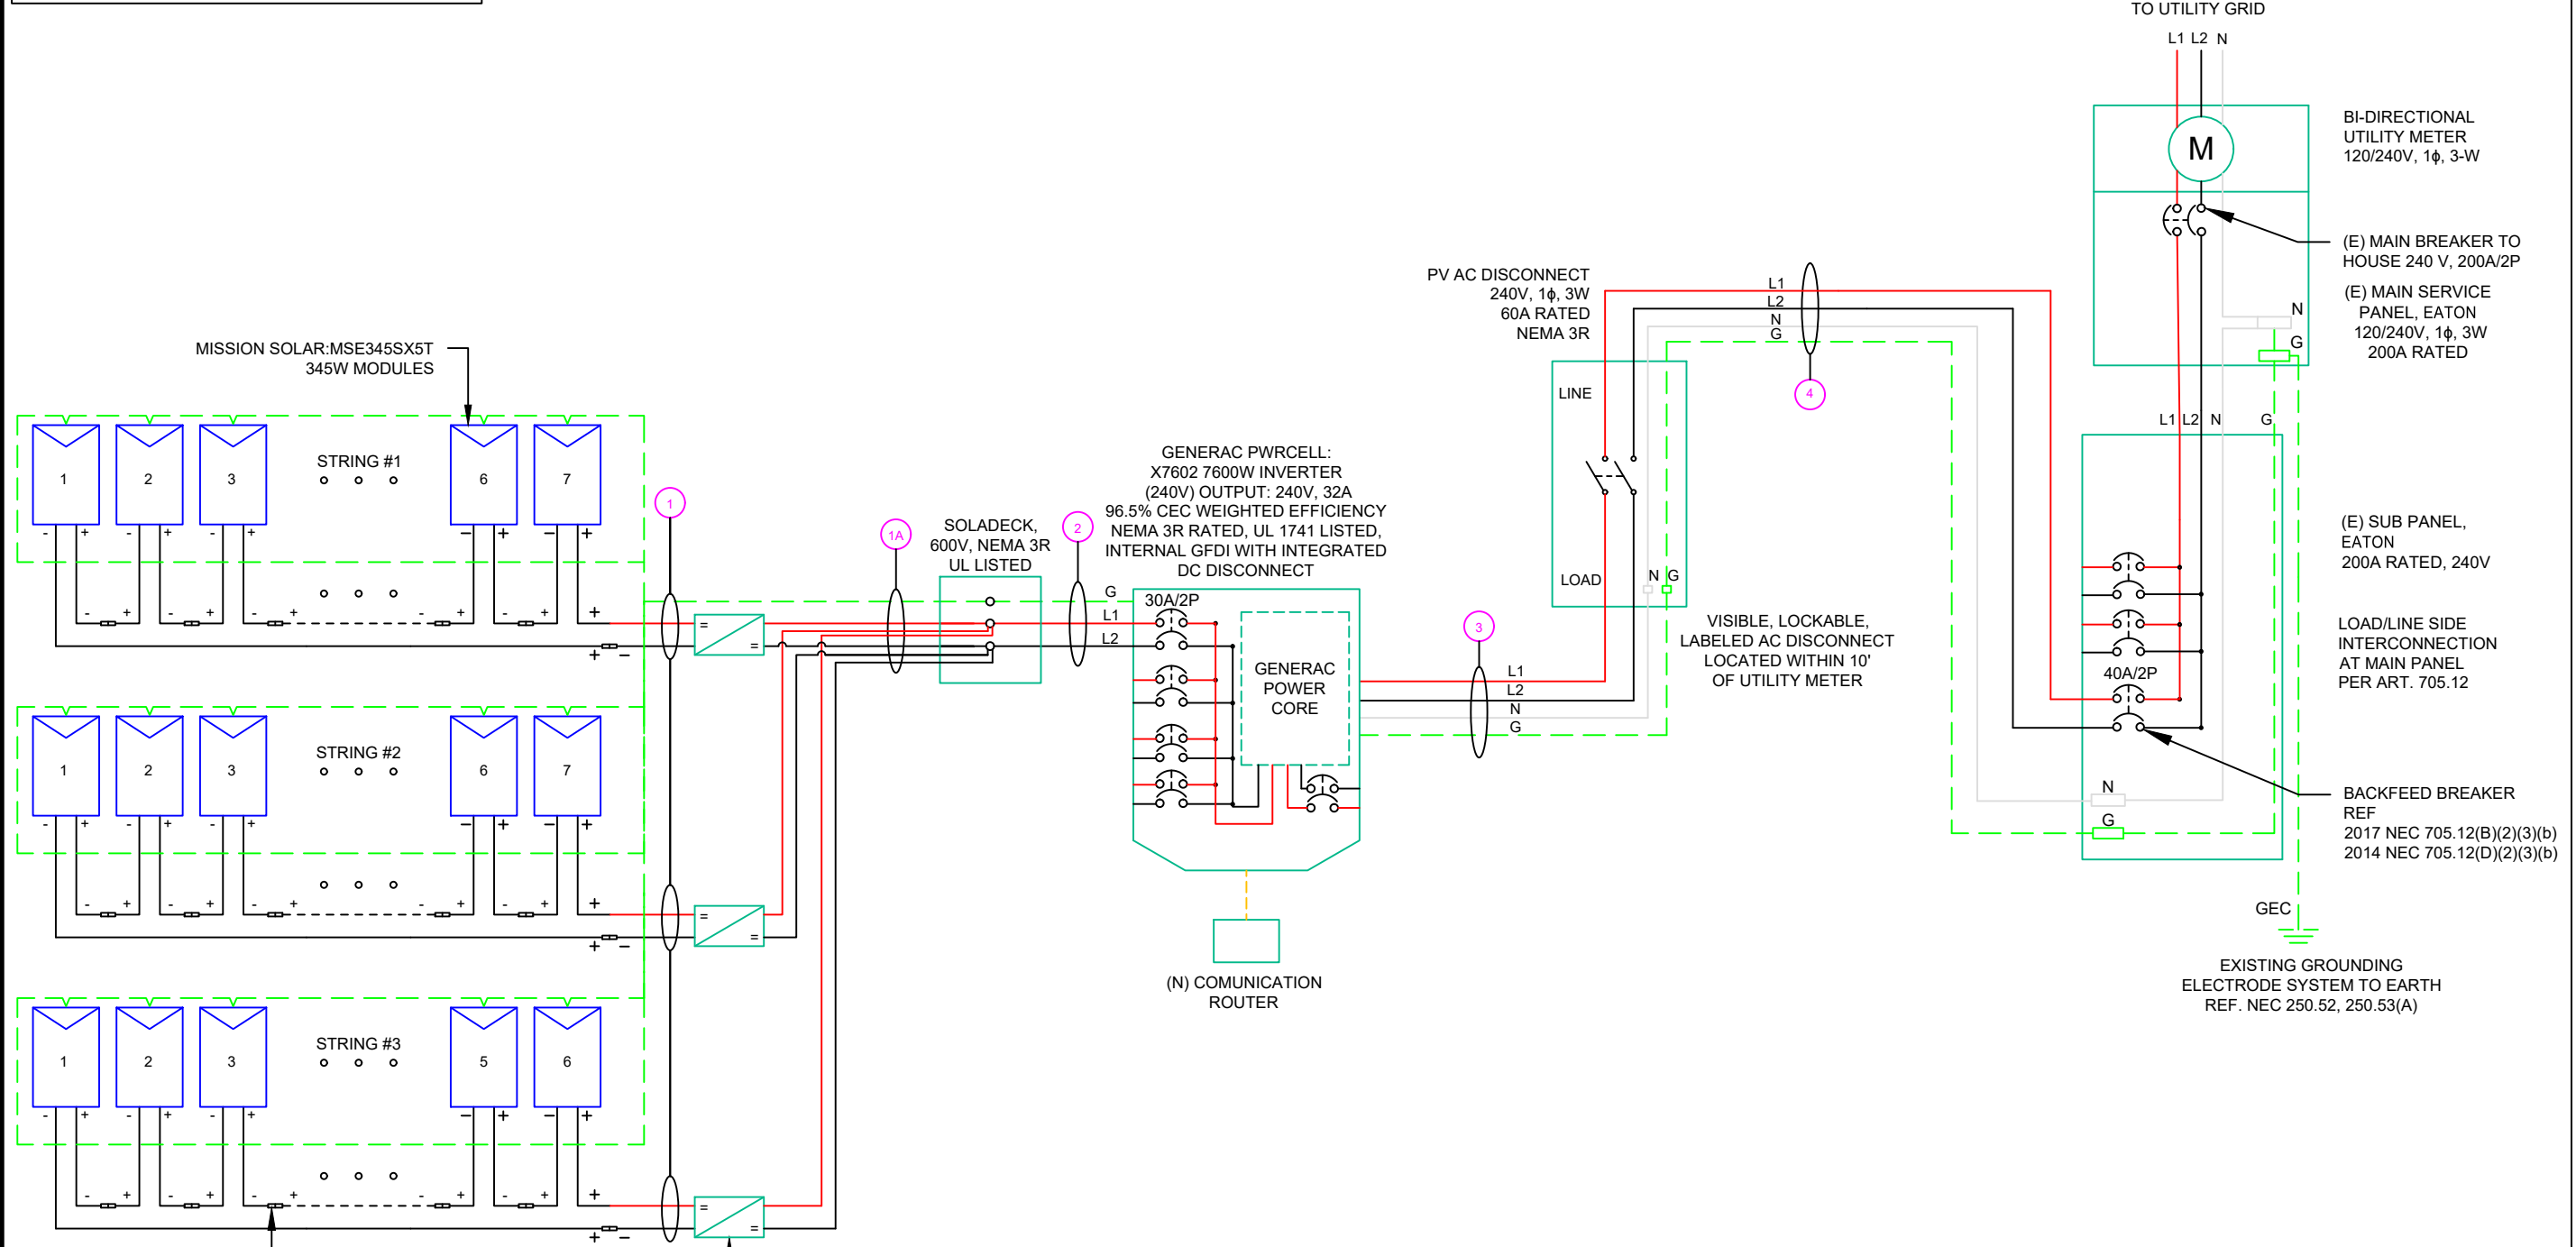 TO UTILITY GRID
L1 L2 N
BI-DIRECTIONAL
UTILITY METER
120/240V, 1ϕ, 3-W
M
(E) MAIN BREAKER TO
HOUSE 240 V, 200A/2P
(E) MAIN SERVICE
PANEL, EATON
120/240V, 1ϕ, 3W
200A RATED
N
G
PV AC DISCONNECT
240V, 1ϕ, 3W
60A RATED
NEMA 3R
L1
L2
N
G
4
LINE
LOAD
N G
VISIBLE, LOCKABLE,
LABELED AC DISCONNECT
LOCATED WITHIN 10'
OF UTILITY METER
MISSION SOLAR:MSE345SX5T
345W MODULES
STRING #1
1 2 3 6 7
- + - + - + − + − +
- + - + - + - + - + +
+ −
1
1A
SOLADECK,
600V, NEMA 3R
UL LISTED
2
GENERAC PWRCELL:
X7602 7600W INVERTER
(240V) OUTPUT: 240V, 32A
96.5% CEC WEIGHTED EFFICIENCY
NEMA 3R RATED, UL 1741 LISTED,
INTERNAL GFDI WITH INTEGRATED
DC DISCONNECT
G
L1
L2
30A/2P
GENERAC
POWER
CORE
3
L1
L2
N
G
L1 L2 N G
(E) SUB PANEL,
EATON
200A RATED, 240V
LOAD/LINE SIDE
INTERCONNECTION
AT MAIN PANEL
PER ART. 705.12
40A/2P
N
G
BACKFEED BREAKER
REF
2017 NEC 705.12(B)(2)(3)(b)
2014 NEC 705.12(D)(2)(3)(b)
GEC
EXISTING GROUNDING
ELECTRODE SYSTEM TO EARTH
REF. NEC 250.52, 250.53(A)
= =
STRING #2
1 2 3 6 7
- + - + - + − + − +
- + - + - + - + - + +
+ −
= =
(N) COMUNICATION
ROUTER
STRING #3
1 2 3 5 6
- + - + - + − + − +
- + - + - + - + - + +
+ −
= =